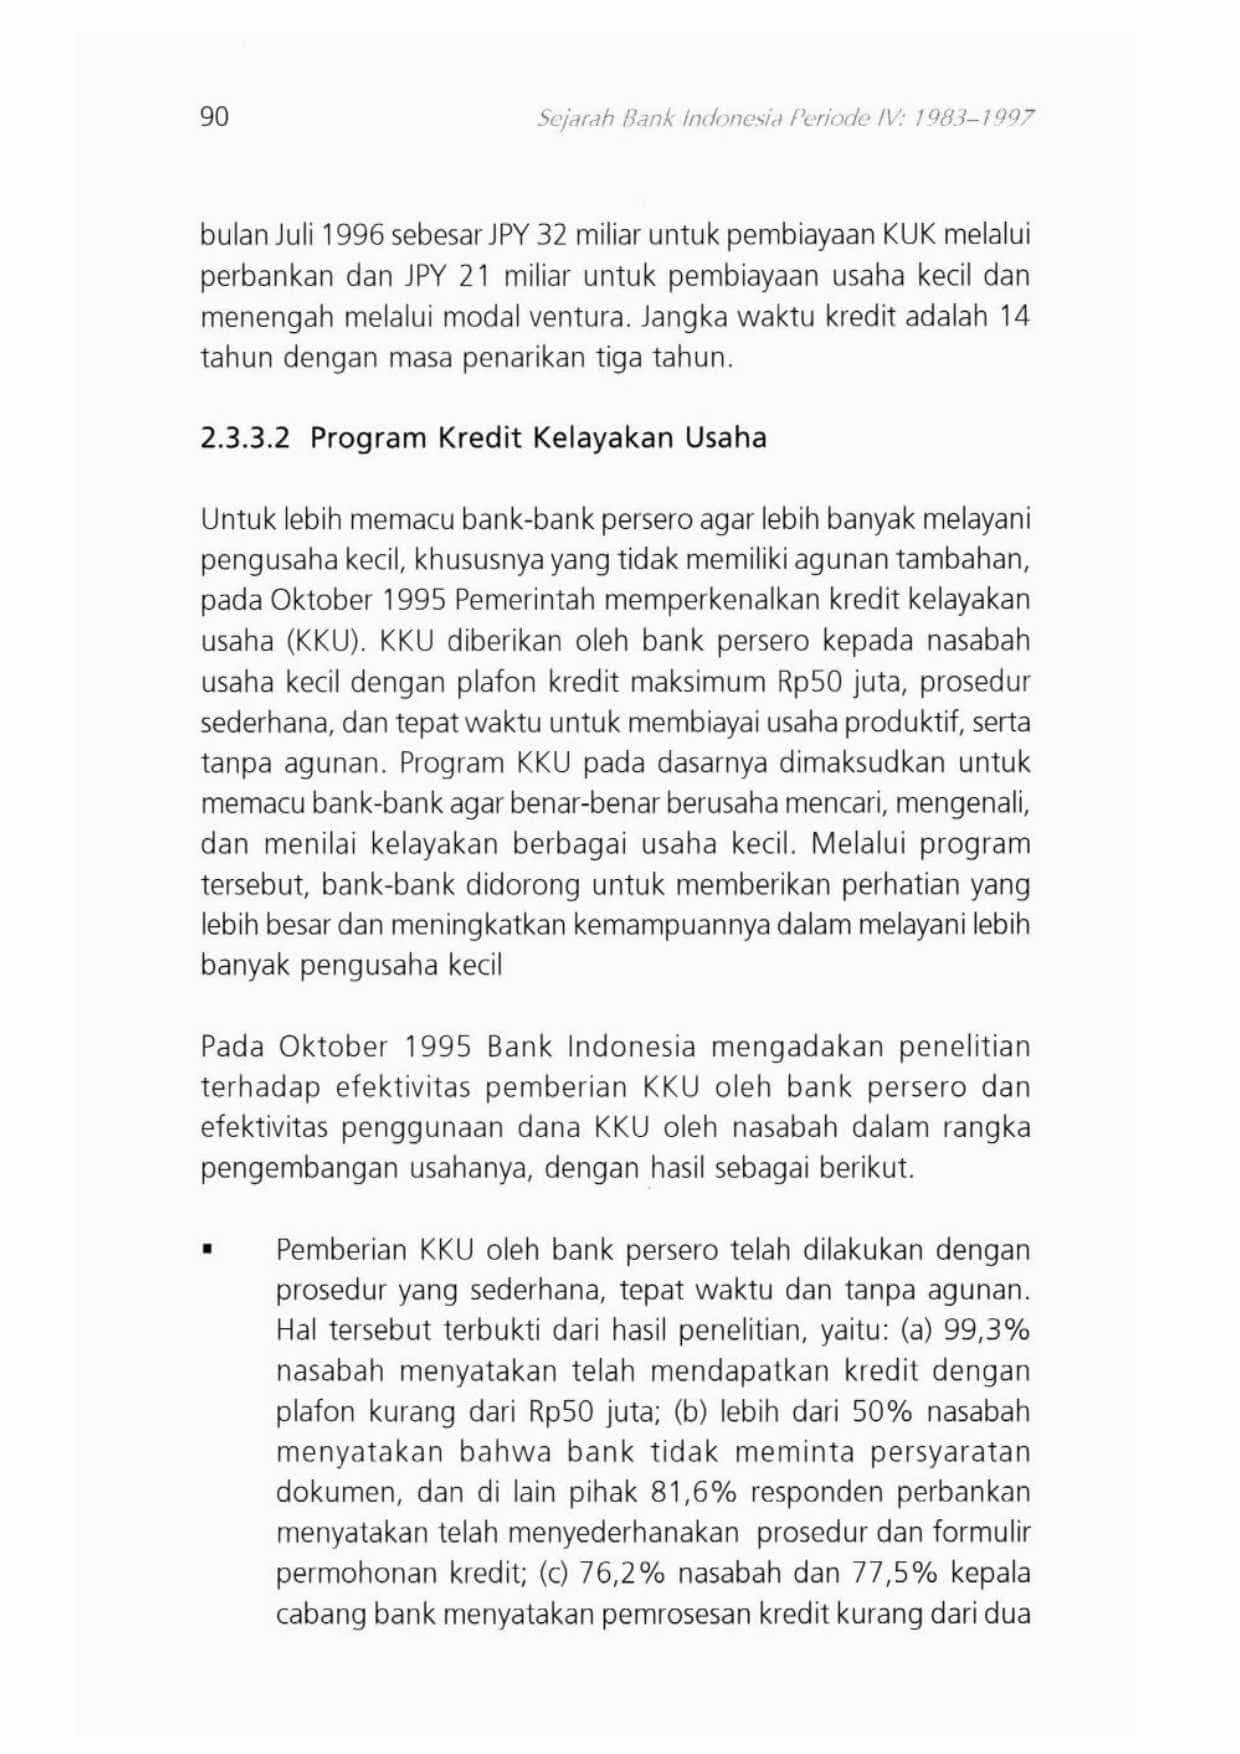 90
Sejarah Bank Indonesia Periode IV: 1983–1997
bulan Juli 1996 sebesar JPY 32 miliar untuk pembiayaan KUK melalui
perbankan dan JPY 21 miliar untuk pembiayaan usaha kecil dan
menengah melalui modal ventura. Jangka waktu kredit adalah 14
tahun dengan masa penarikan tiga tahun.
2.3.3.2 Program Kredit Kelayakan Usaha
Untuk lebih memacu bank-bank persero agar lebih banyak melayani
pengusaha kecil, khususnya yang tidak memiliki agunan tambahan,
pada Oktober 1995 Pemerintah memperkenalkan kredit kelayakan
usaha (KKU). KKU diberikan oleh bank persero kepada nasabah
usaha kecil dengan plafon kredit maksimum Rp50 juta, prosedur
sederhana, dan tepat waktu untuk membiayai usaha produktif, serta
tanpa agunan. Program KKU pada dasarnya dimaksudkan untuk
memacu bank-bank agar benar-benar berusaha mencari, mengenali,
dan menilai kelayakan berbagai usaha kecil. Melalui program
tersebut, bank-bank didorong untuk memberikan perhatian yang
lebih besar dan meningkatkan kemampuannya dalam melayani lebih
banyak pengusaha kecil
Pada Oktober 1995 Bank Indonesia mengadakan penelitian
terhadap efektivitas pemberian KKU oleh bank persero dan
efektivitas penggunaan dana KKU oleh nasabah dalam rangka
pengembangan usahanya, dengan hasil sebagai berikut.
▪ Pemberian KKU oleh bank persero telah dilakukan dengan
prosedur yang sederhana, tepat waktu dan tanpa agunan.
Hal tersebut terbukti dari hasil penelitian, yaitu: (a) 99,3%
nasabah menyatakan telah mendapatkan kredit dengan
plafon kurang dari Rp50 juta; (b) lebih dari 50% nasabah
menyatakan bahwa bank tidak meminta persyaratan
dokumen, dan di lain pihak 81,6% responden perbankan
menyatakan telah menyederhanakan prosedur dan formulir
permohonan kredit; (c) 76,2% nasabah dan 77,5% kepala
cabang bank menyatakan pemrosesan kredit kurang dari dua